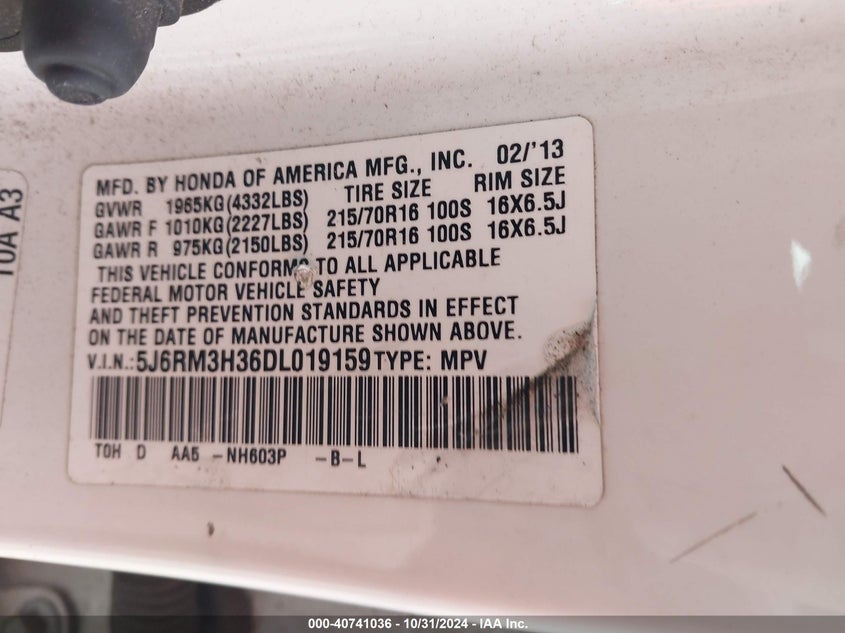 10A A3
MFD. BY HONDA OF AMERICA MFG., INC. 02/'13
GVWR 1965KG(4332LBS) TIRE SIZE RIM SIZE
GAWR F 1010KG(2227LBS) 215/70R16 100S 16X6.5J
GAWR R 975KG(2150LBS) 215/70R16 100S 16X6.5J
THIS VEHICLE CONFORMS TO ALL APPLICABLE
FEDERAL MOTOR VEHICLE SAFETY
AND THEFT PREVENTION STANDARDS IN EFFECT
ON THE DATE OF MANUFACTURE SHOWN ABOVE.
V.I.N.:5J6RM3H36DL019159 TYPE: MPV
TOH D AA5 -NH603P -B-L
000-40741036 - 10/31/2024 - IAA Inc.